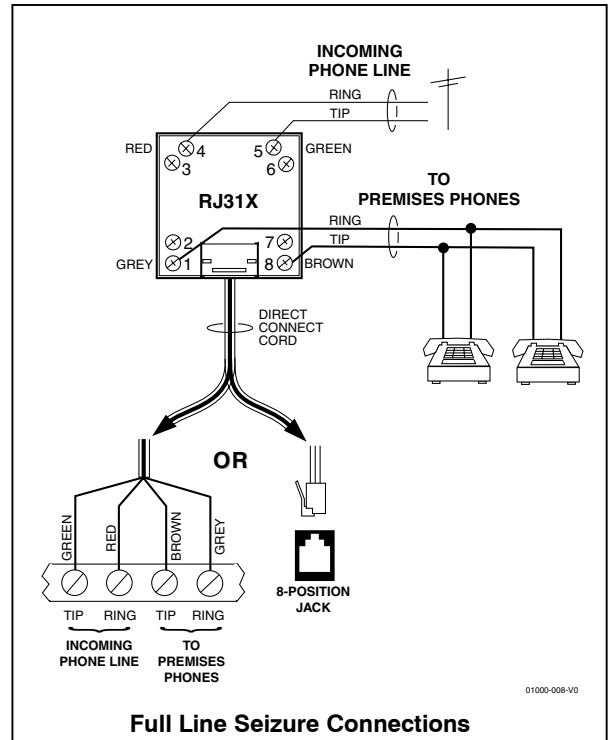 INCOMING
PHONE LINE
RING
TIP
RED
4
5
GREEN
3
6
RJ31X
TO
PREMISES PHONES
RING
TIP
2
7
GREY
1
8
BROWN
DIRECT
CONNECT
CORD
OR
GREEN
RED
BROWN
GREY
8-POSITION
JACK
TIP RING TIP RING
INCOMING
PHONE LINE
TO
PREMISES
PHONES
01000-008-V0
Full Line Seizure Connections